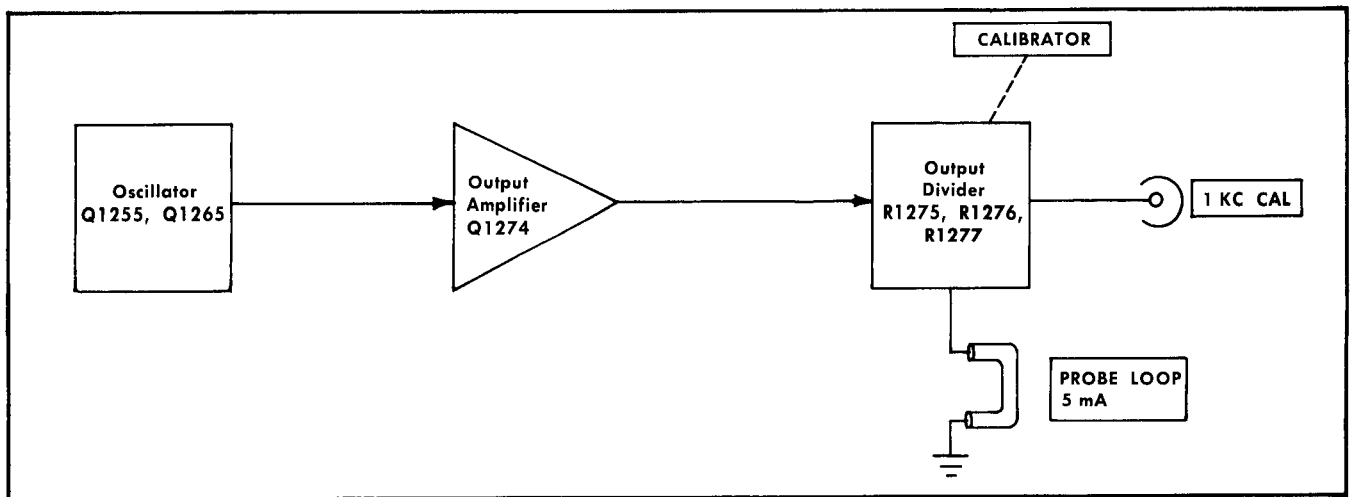 CALIBRATOR
Oscillator
Q1255, Q1265
Output
Amplifier
Q1274
Output
Divider
R1275, R1276,
R1277
1 KC CAL
PROBE LOOP
5 mA